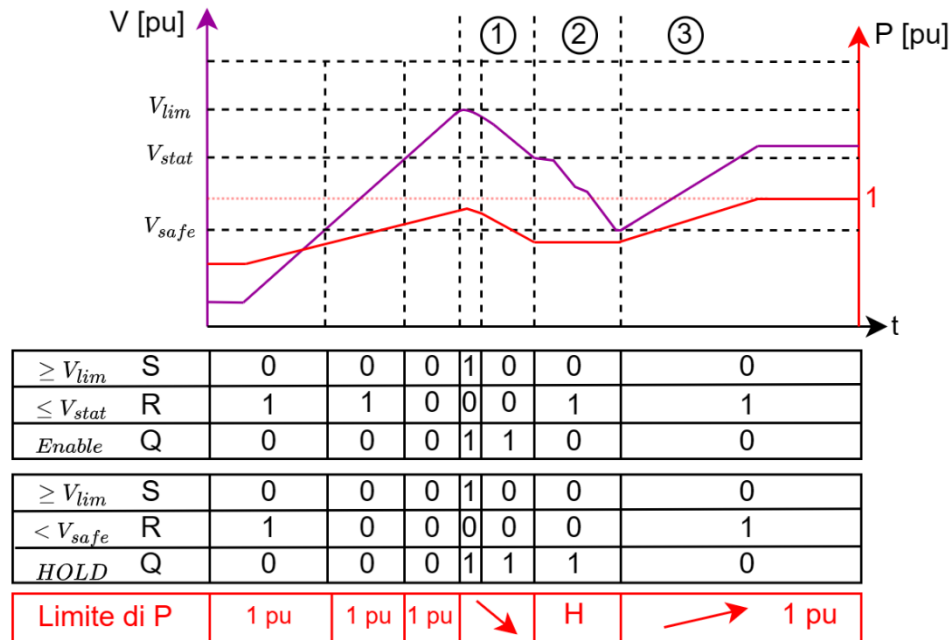 V [pu]
① ② ③
P [pu]
V_lim
V_stat
1
V_safe
t
≥ V_lim S 0 0 0 1 0 0 0
≤ V_stat R 1 1 0 0 0 1 1
Enable Q 0 0 0 1 1 0 0
≥ V_lim S 0 0 0 1 0 0 0
< V_safe R 1 0 0 0 0 0 1
HOLD Q 0 0 0 1 1 1 0
Limite di P 1 pu 1 pu 1 pu ↘ H → 1 pu